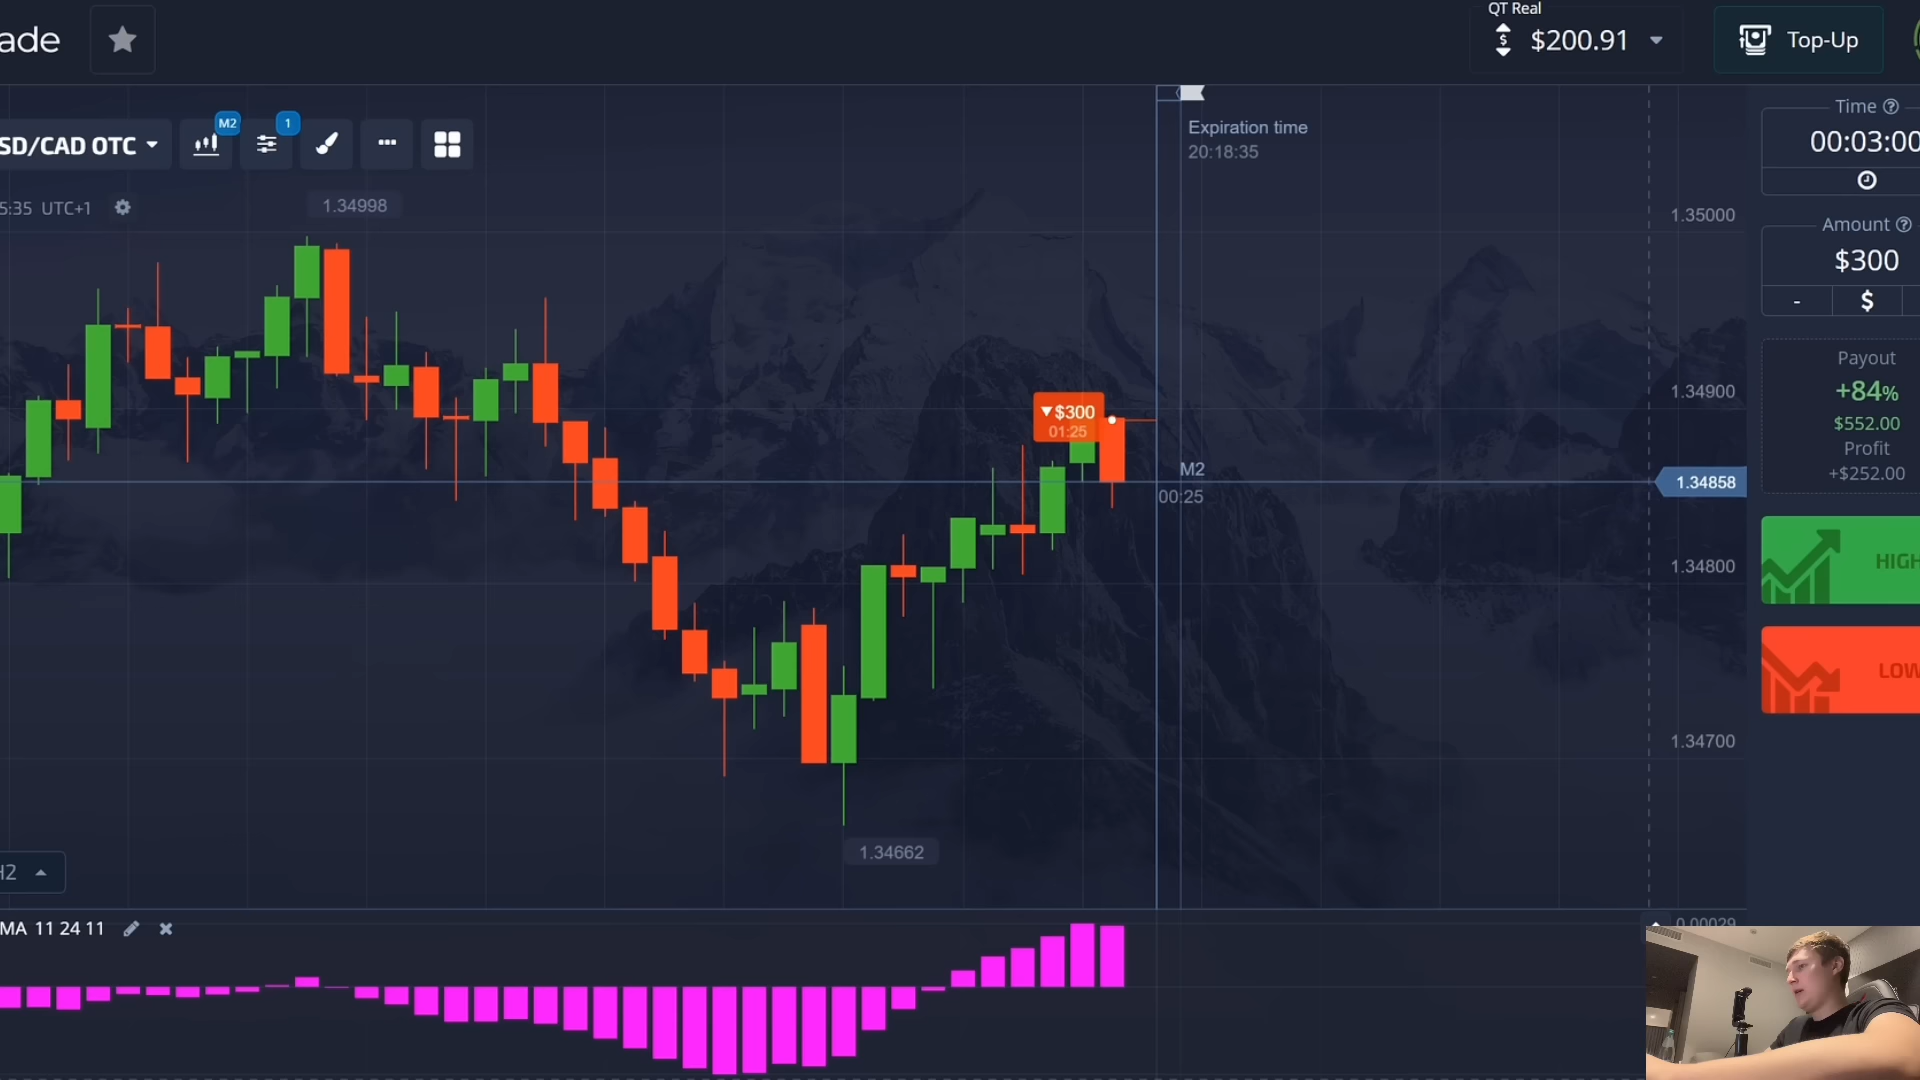 ade
QT Real
$200.91
Top-Up
SD/CAD OTC
M2
1
5:35 UTC+1
1.34998
Expiration time
20:18:35
Time
00:03:00
Amount
$300
-
$
Payout
+84%
$552.00
Profit
+$252.00
HIGH
LOW
1.35000
1.34900
1.34858
1.34800
1.34700
▼$300
01:25
M2
00:25
1.34662
H2
MA 11 24 11
0.00029